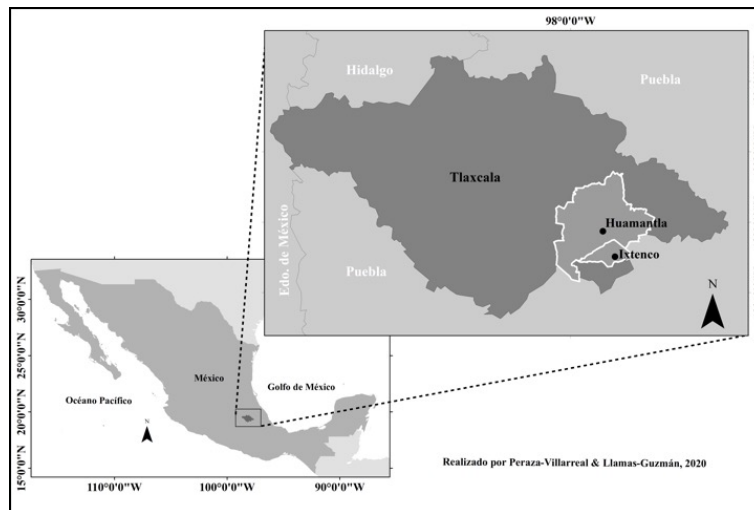 98°0'0"W
Hidalgo
Puebla
Tlaxcala
Huamantla
Ixtenco
Edo. de México
Puebla
N
30°0'0"N
25°0'0"N
20°0'0"N
15°0'0"N
México
Golfo de México
Océano Pacífico
N
110°0'0"W
100°0'0"W
90°0'0"W
Realizado por Peraza-Villarreal & Llamas-Guzmán, 2020